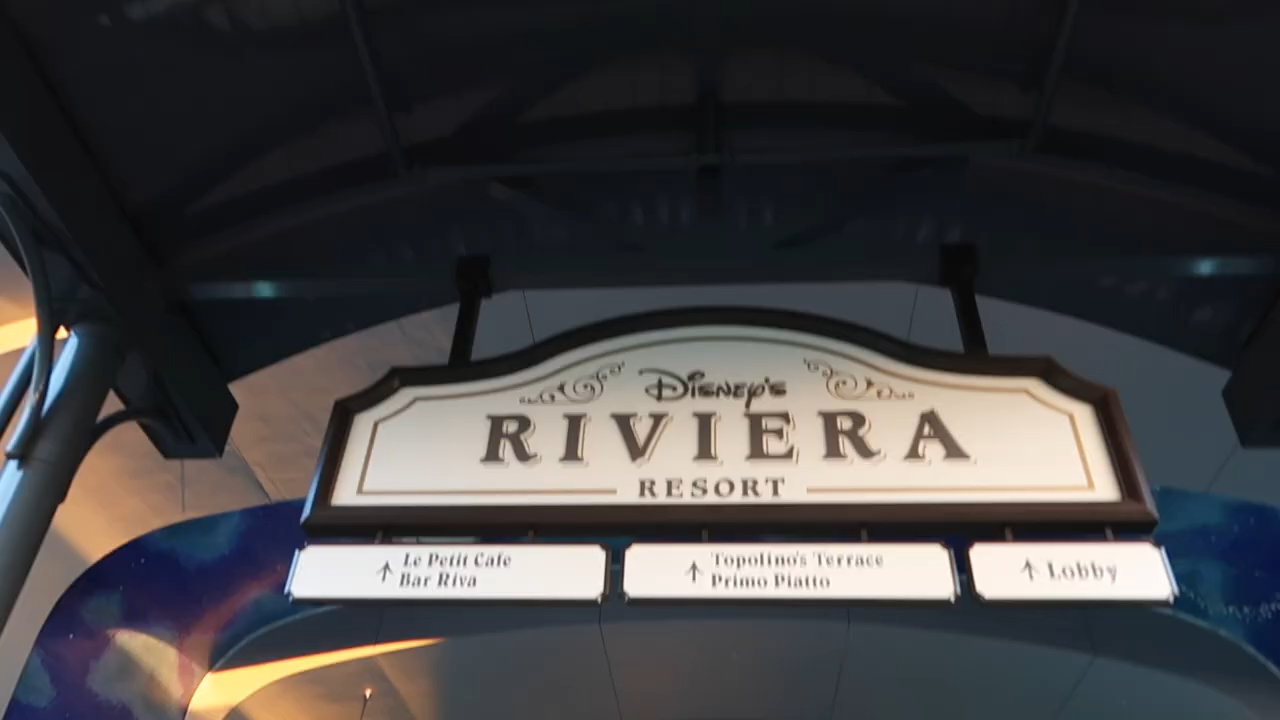 Disney's
RIVIERA
RESORT
↑ Le Petit Cafe
Bar Riva
↑ Topolino's Terrace
Primo Piatto
↑ Lobby